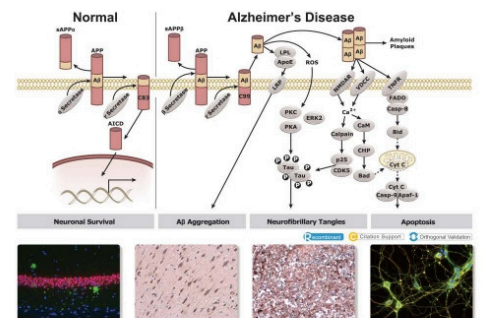 Normal
Alzheimer's Disease
sAPPα
APP
Aβ
α Secretase
γ Secretase
C83
AICD
sAPPβ
APP
Aβ
β Secretase
γ Secretase
C99
Aβ
LPL
ApoE
LRP
ROS
PKC
ERK2
PKA
P P P P
Tau
Tau
P P P
Aβ Aβ
Aβ Aβ
Amyloid
Plaques
VDCC
TNFR
Ca²⁺
Calpain
CaM
p25
CHP
CDK5
Bad
FADD
Casp-8
Bid
Cyt C
Cyt C
Casp-9
Apaf-1
Neuronal Survival
Aβ Aggregation
Neurofibrillary Tangles
Apoptosis
Recombinant
Citation Support
Orthogonal Validation